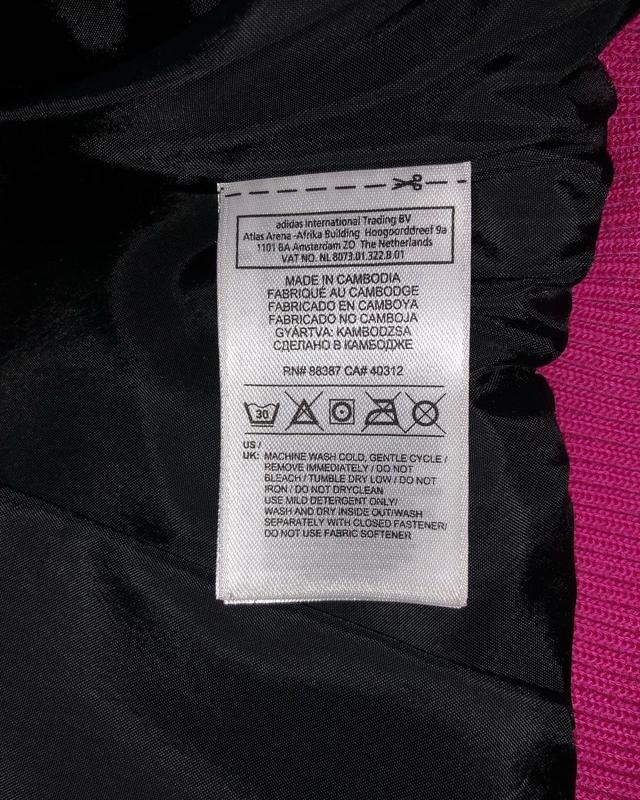 adidas International Trading BV
Atlas Arena -Afrika Building Hoogoorddreef 9a
1101 BA Amsterdam ZO The Netherlands
VAT NO. NL 8073.01.322.B.01
MADE IN CAMBODIA
FABRIQUÉ AU CAMBODGE
FABRICADO EN CAMBOYA
FABRICADO NO CAMBOJA
GYÁRTVA: KAMBODZSA
СДЕЛАНО В КАМБОДЖЕ
RN# 88387 CA# 40312
30
US /
UK: MACHINE WASH COLD, GENTLE CYCLE /
REMOVE IMMEDIATELY / DO NOT
BLEACH / TUMBLE DRY LOW / DO NOT
IRON / DO NOT DRYCLEAN
USE MILD DETERGENT ONLY/
WASH AND DRY INSIDE OUT/WASH
SEPARATELY WITH CLOSED FASTENER/
DO NOT USE FABRIC SOFTENER